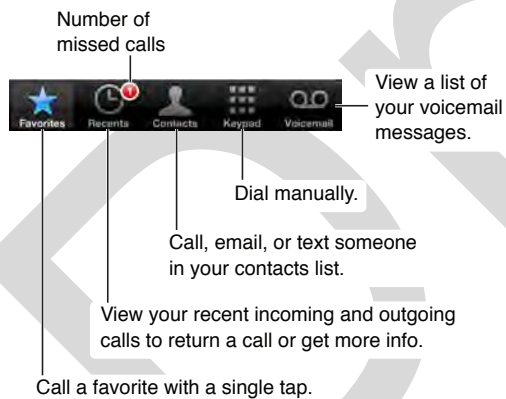 Number of
missed calls
1
Favorites Recents Contacts Keypad Voicemail
View a list of
your voicemail
messages.
Dial manually.
Call, email, or text someone
in your contacts list.
View your recent incoming and outgoing
calls to return a call or get more info.
Call a favorite with a single tap.